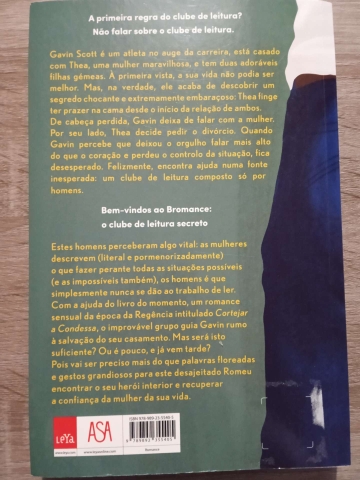 A primeira regra do clube de leitura?
Não falar sobre o clube de leitura.
Gavin Scott é um atleta no auge da carreira, está casado
com Thea, uma mulher maravilhosa, e tem duas adoráveis
filhas gémeas. À primeira vista, a sua vida não podia ser
melhor. Mas, na verdade, ele acaba de descobrir um
segredo chocante e extremamente embaraçoso: Thea finge
ter prazer na cama desde o início da relação de ambos.
De cabeça perdida, Gavin deixa de falar com a mulher.
Por seu lado, Thea decide pedir o divórcio. Quando
Gavin percebe que deixou o orgulho falar mais alto
do que o coração e perdeu o controlo da situação, fica
desesperado. Felizmente, encontra ajuda numa fonte
inesperada: um clube de leitura composto só por
homens.
Bem-vindos ao Bromance:
o clube de leitura secreto
Estes homens perceberam algo vital: as mulheres
descrevem (literal e pormenorizadamente)
o que fazer perante todas as situações possíveis
(e as impossíveis também), os homens é que
simplesmente nunca se dão ao trabalho de ler.
Com a ajuda do livro do momento, um romance
sensual da época da Regência intitulado Cortejar
a Condessa, o improvável grupo guia Gavin rumo
à salvação do seu casamento. Mas será isto
suficiente? Ou é pouco, e já vem tarde?
Pois vai ser preciso mais do que palavras floreadas
e gestos grandiosos para este desajeitado Romeu
encontrar o seu herói interior e recuperar
a confiança da mulher da sua vida.
LeYa
ASA
Romance